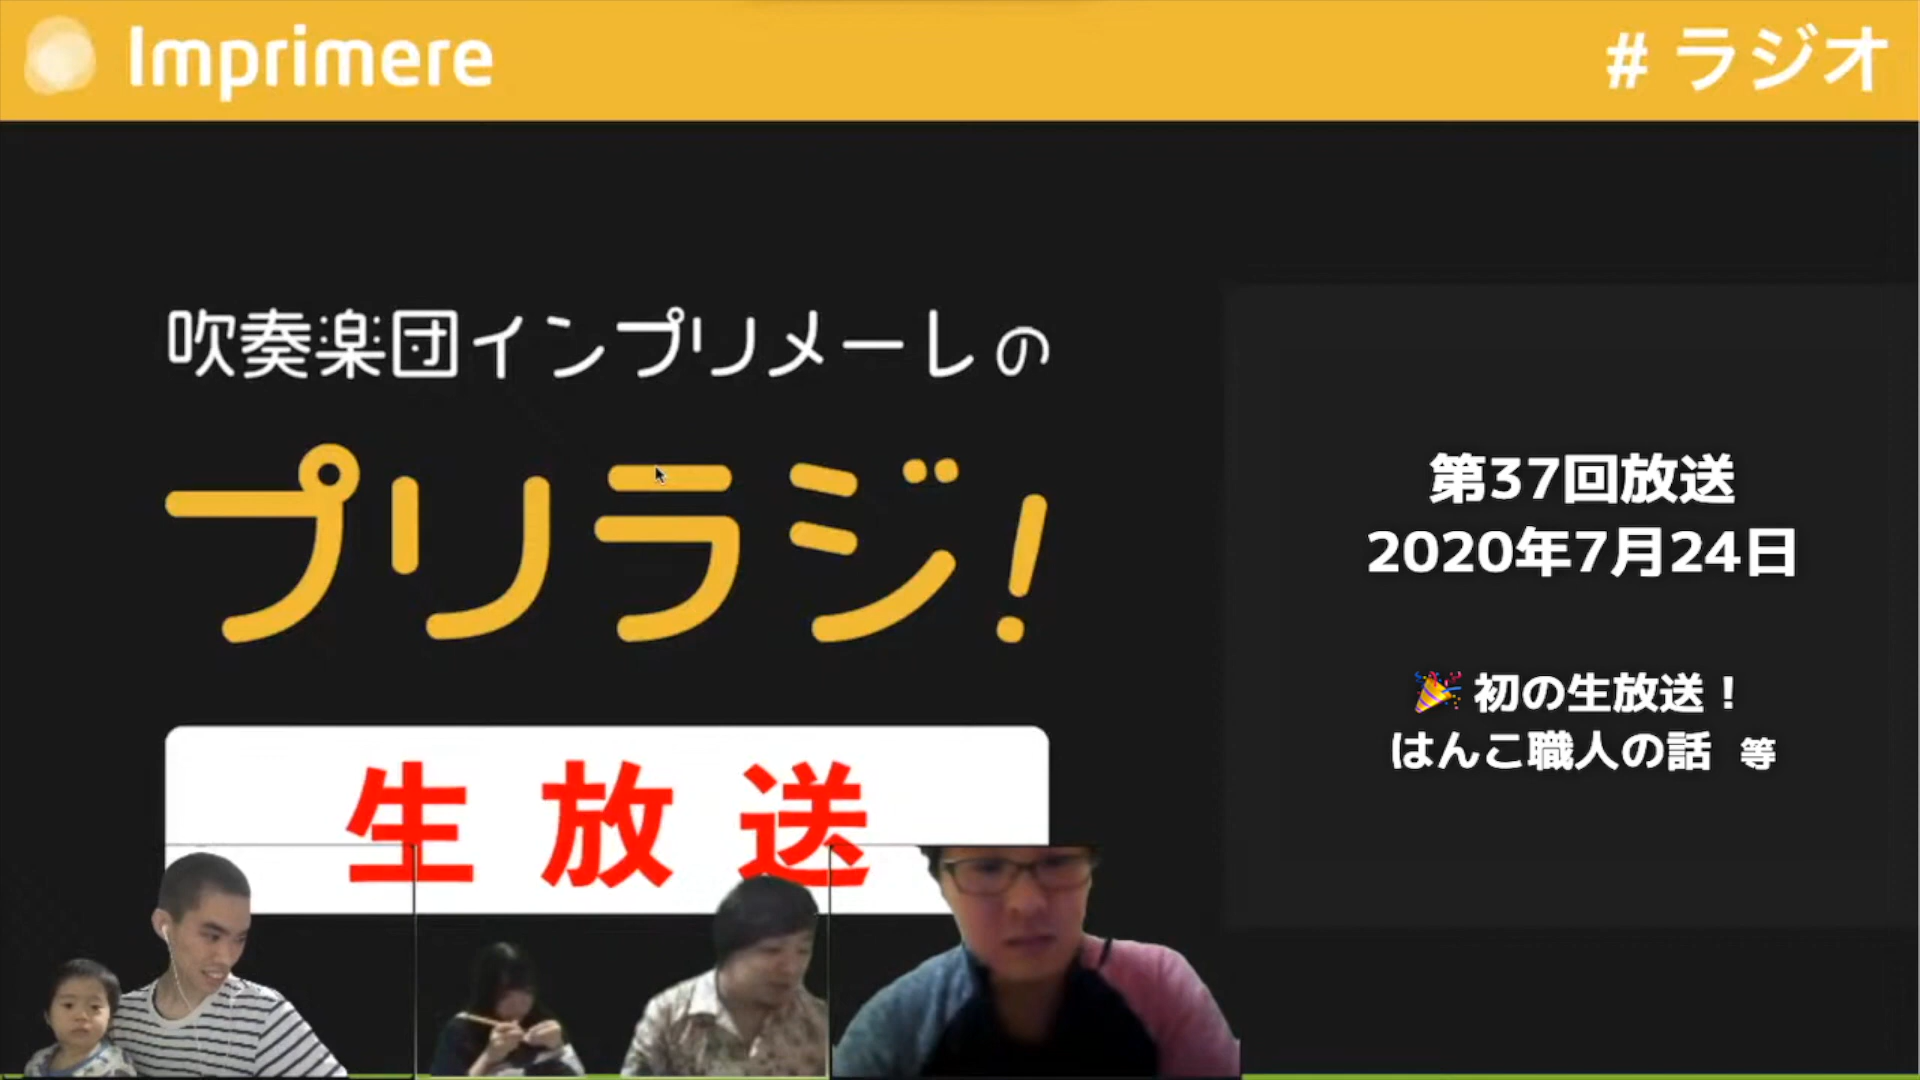 Imprimere
# ラジオ
吹奏楽団インプリメーレの
プリラジ!
生放送
第37回放送
2020年7月24日
🎉 初の生放送！
はんこ職人の話 等